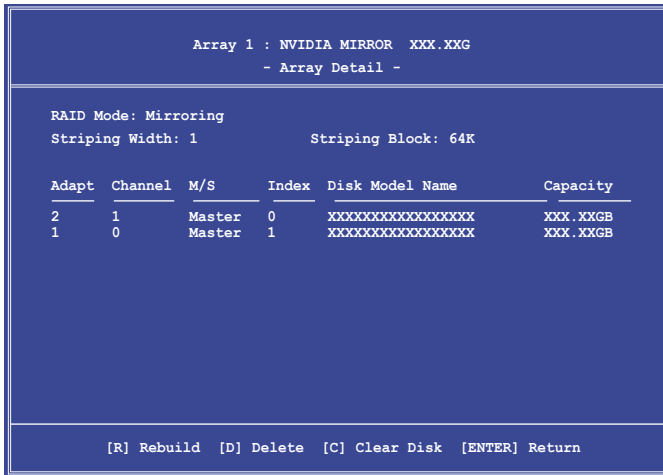 Array 1 : NVIDIA MIRROR XXX.XXG
- Array Detail -
RAID Mode: Mirroring
Striping Width: 1 Striping Block: 64K
Adapt Channel M/S Index Disk Model Name Capacity
2 1 Master 0 XXXXXXXXXXXXXXXXX XXX.XXGB
1 0 Master 1 XXXXXXXXXXXXXXXXX XXX.XXGB
[R] Rebuild [D] Delete [C] Clear Disk [ENTER] Return